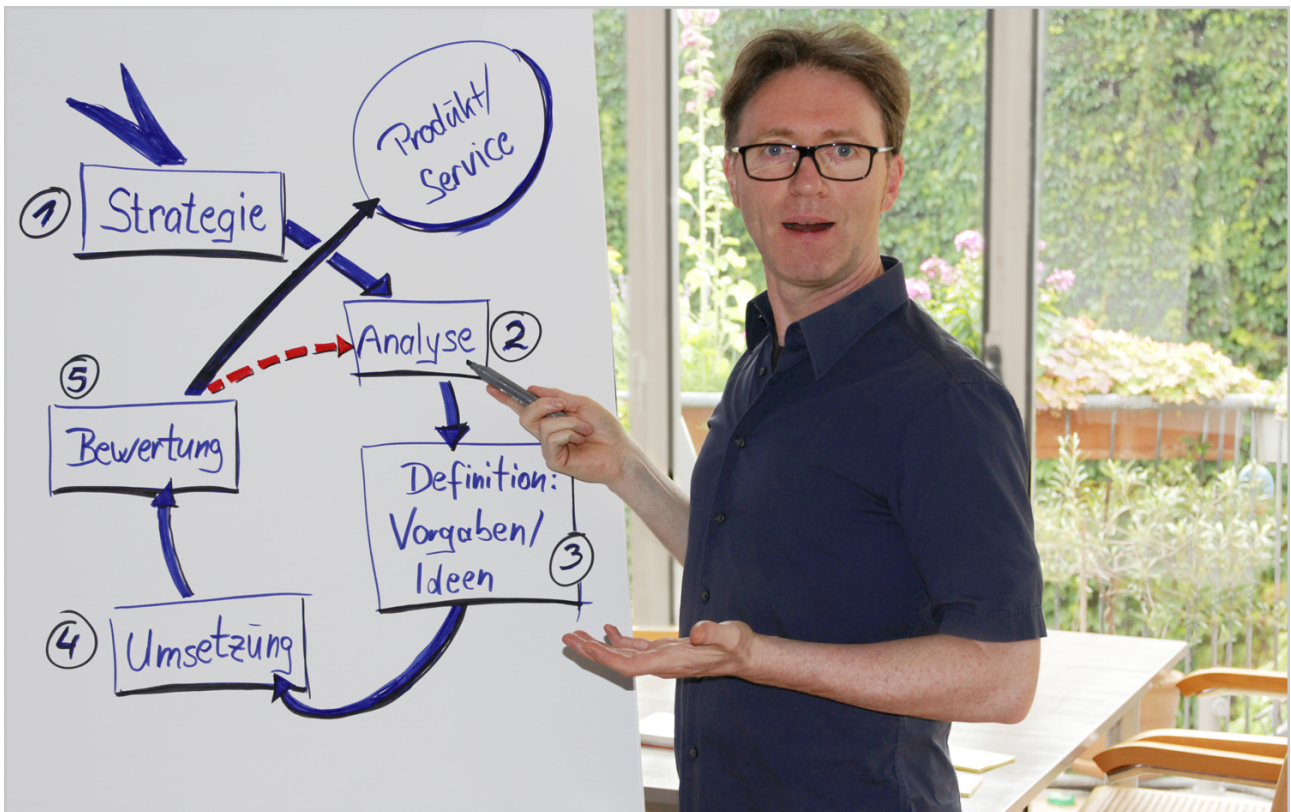 Produkt/
Service
1
Strategie
Analyse
2
5
Bewertung
Definition:
Vorgaben/
Ideen
3
4
Umsetzung